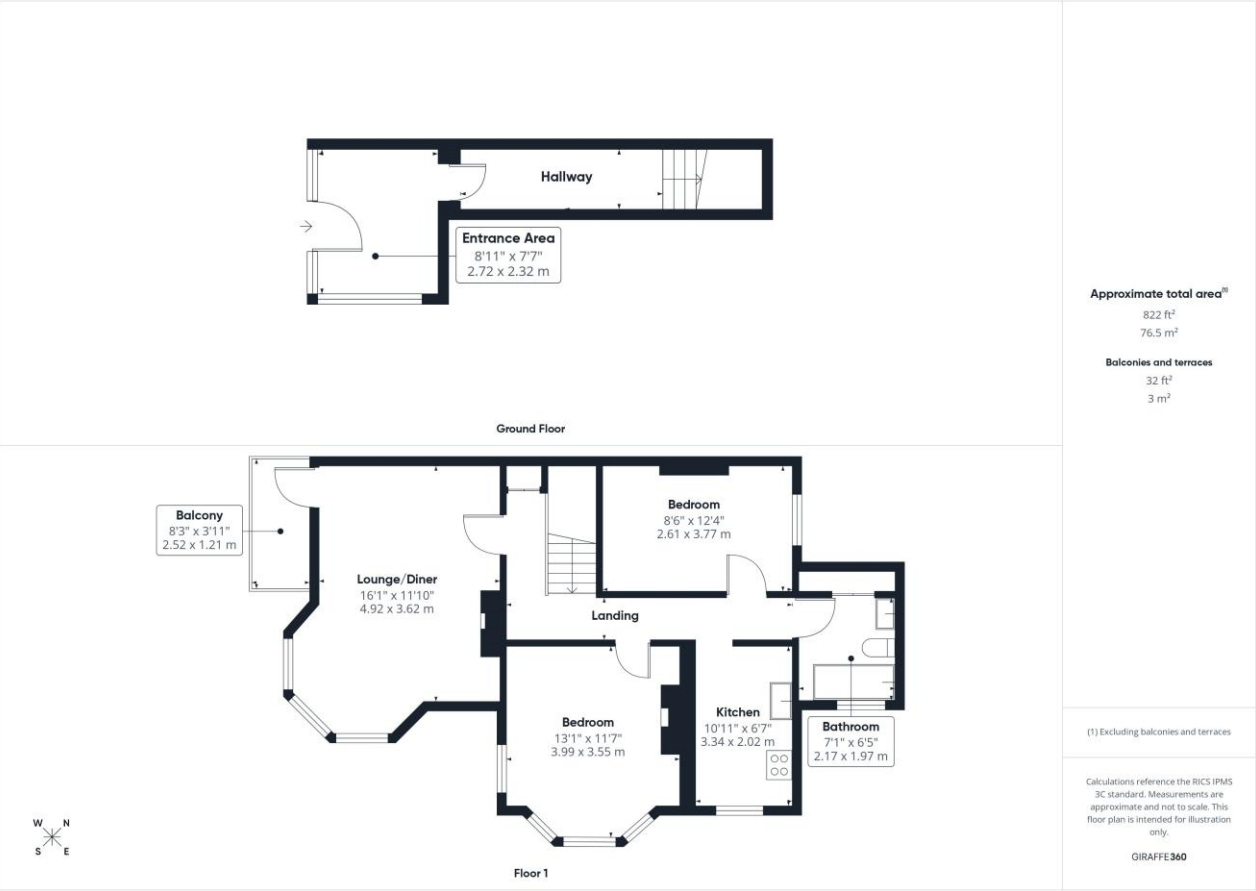 Hallway
Entrance Area
8'11" x 7'7"
2.72 x 2.32 m
Ground Floor
Balcony
8'3" x 3'11"
2.52 x 1.21 m
Lounge/Diner
16'1" x 11'10"
4.92 x 3.62 m
Bedroom
8'6" x 12'4"
2.61 x 3.77 m
Landing
Bedroom
13'1" x 11'7"
3.99 x 3.55 m
Kitchen
10'11" x 6'7"
3.34 x 2.02 m
Bathroom
7'1" x 6'5"
2.17 x 1.97 m
W N
S E
Floor 1
Approximate total area(1)
822 ft²
76.5 m²
Balconies and terraces
32 ft²
3 m²
(1) Excluding balconies and terraces
Calculations reference the RICS IPMS
3C standard. Measurements are
approximate and not to scale. This
floor plan is intended for illustration
only.
GIRAFFE360